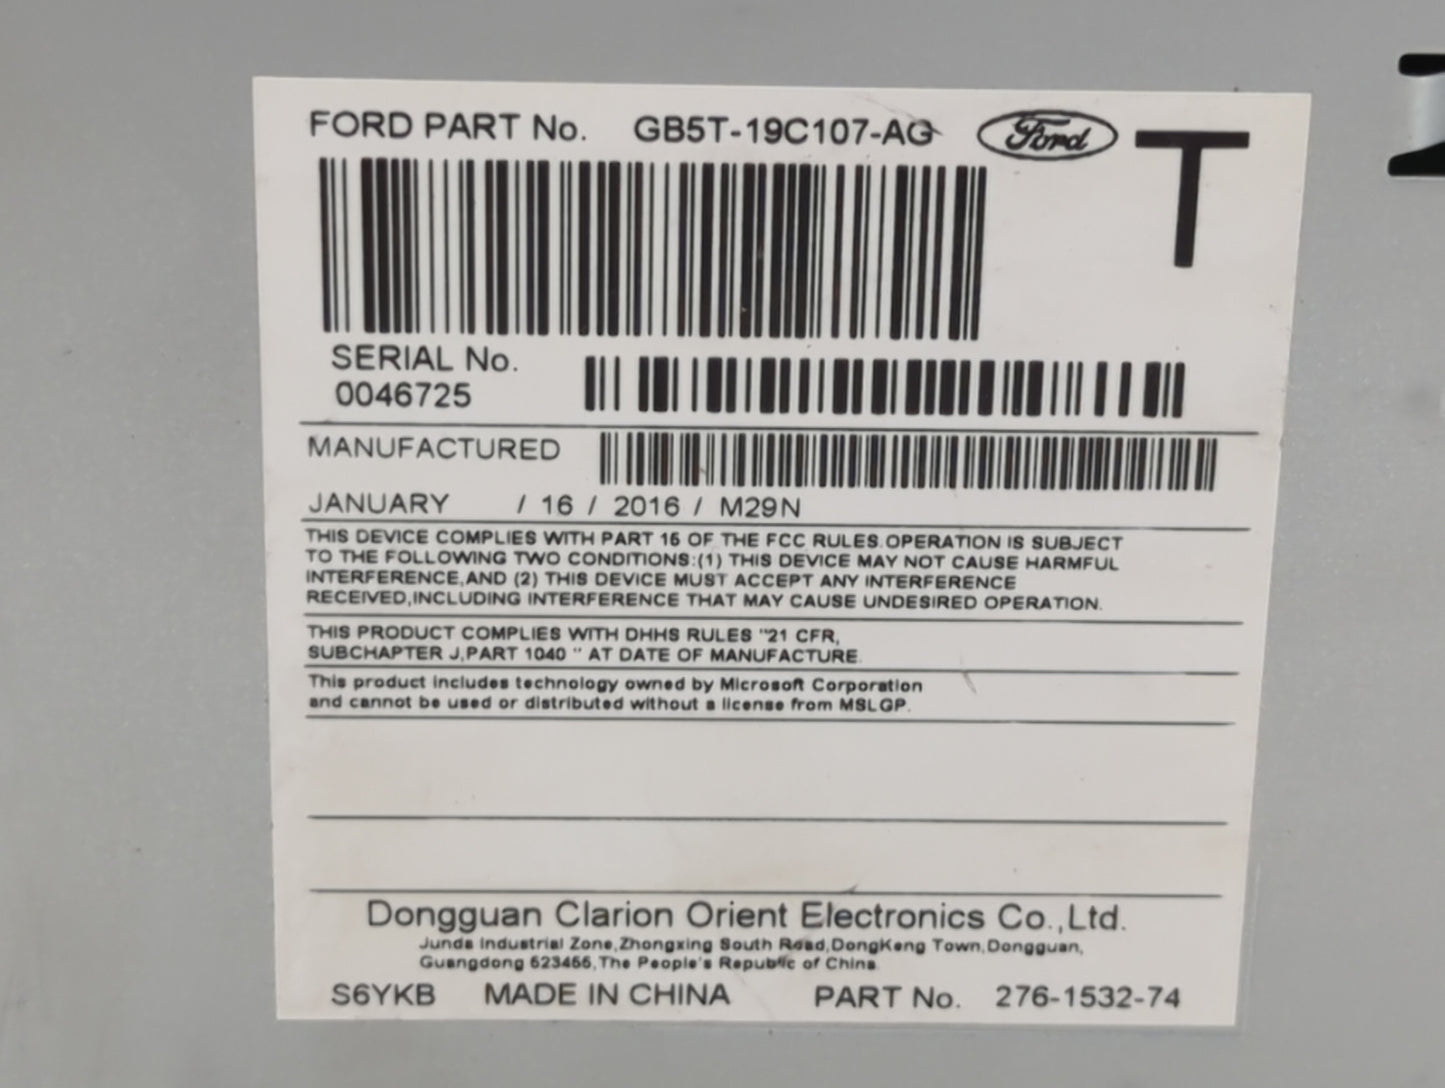 FORD PART No. GB5T-19C107-AG Ford T
SERIAL No.
0046725
MANUFACTURED
JANUARY / 16 / 2016 / M29N
THIS DEVICE COMPLIES WITH PART 15 OF THE FCC RULES.OPERATION IS SUBJECT
TO THE FOLLOWING TWO CONDITIONS:(1) THIS DEVICE MAY NOT CAUSE HARMFUL
INTERFERENCE,AND (2) THIS DEVICE MUST ACCEPT ANY INTERFERENCE
RECEIVED,INCLUDING INTERFERENCE THAT MAY CAUSE UNDESIRED OPERATION.
THIS PRODUCT COMPLIES WITH DHHS RULES "21 CFR,
SUBCHAPTER J,PART 1040 " AT DATE OF MANUFACTURE.
This product includes technology owned by Microsoft Corporation
and cannot be used or distributed without a license from MSLGP.
Dongguan Clarion Orient Electronics Co.,Ltd.
Junda Industrial Zone,Zhongxing South Road,DongKeng Town,Dongguan,
Guangdong 523455,The People's Republic of China
S6YKB MADE IN CHINA PART No. 276-1532-74